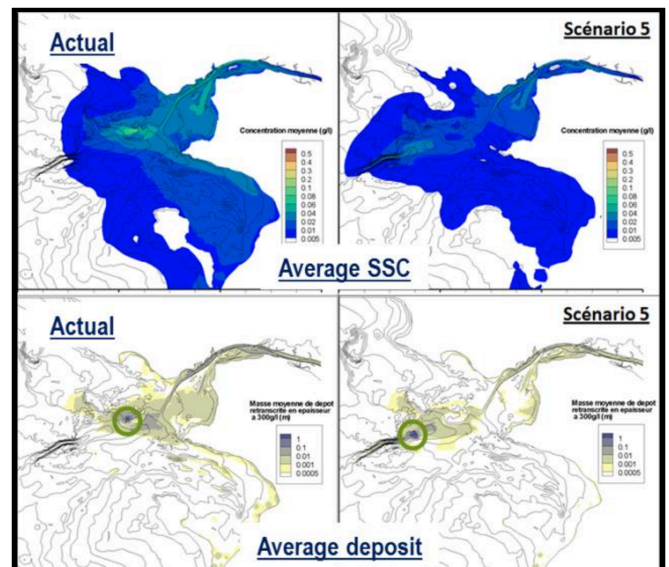 Actual
Scénario 5
Concentration moyenne (g/l)
0.5
0.4
0.3
0.2
0.1
0.08
0.06
0.04
0.02
0.01
0.005
Concentration moyenne (g/l)
0.5
0.4
0.3
0.2
0.1
0.08
0.06
0.04
0.02
0.01
0.005
Average SSC
Actual
Scénario 5
Masse moyenne de depot
retranscrite en epaisseur
a 300g/l (m)
1
0.1
0.01
0.001
0.0005
Masse moyenne de depot
retranscrite en epaisseur
a 300g/l (m)
1
0.1
0.01
0.001
0.0005
Average deposit